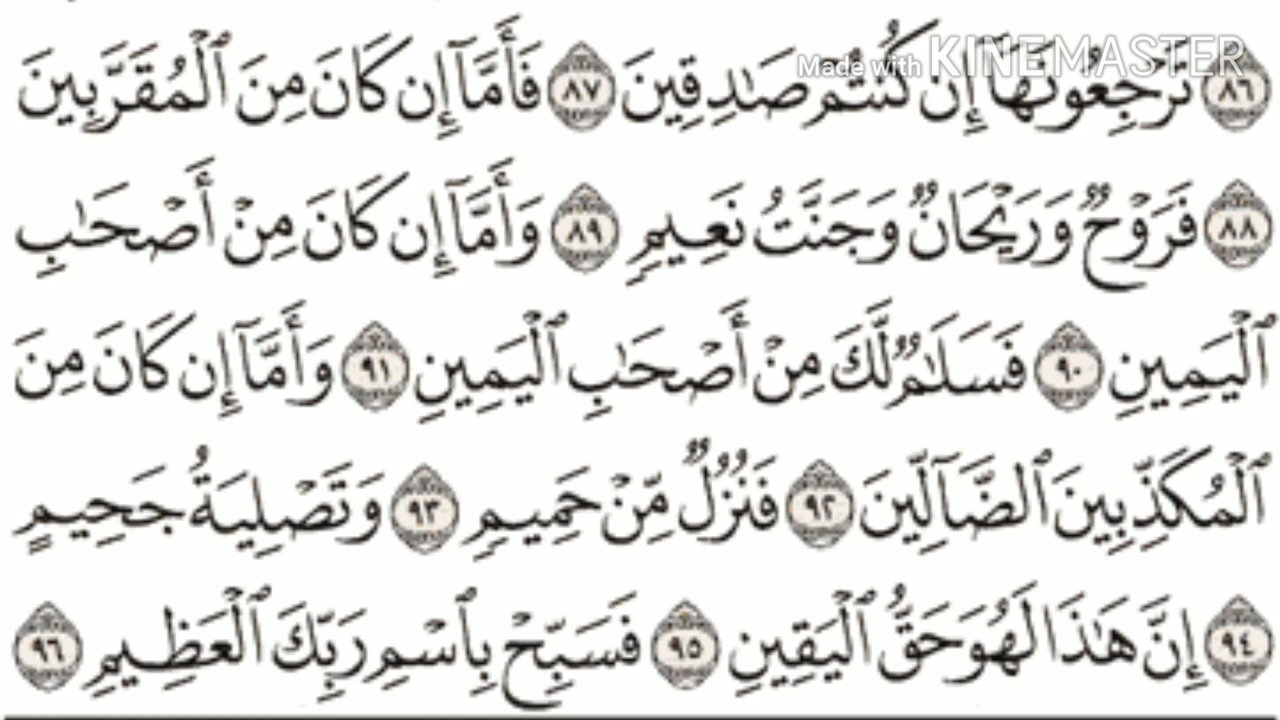 Made with KINEMASTER
٨٦ تَرْجِعُونَهَآ إِن كُنتُمْ صَٰدِقِينَ ٨٧ فَأَمَّآ إِن كَانَ مِنَ ٱلْمُقَرَّبِينَ
٨٨ فَرَوْحٌ وَرَيْحَانٌ وَجَنَّتُ نَعِيمٍ ٨٩ وَأَمَّآ إِن كَانَ مِنْ أَصْحَٰبِ
ٱلْيَمِينِ ٩٠ فَسَلَٰمٌ لَّكَ مِنْ أَصْحَٰبِ ٱلْيَمِينِ ٩١ وَأَمَّآ إِن كَانَ مِنَ
ٱلْمُكَذِّبِينَ ٱلضَّآلِّينَ ٩٢ فَنُزُلٌ مِّنْ حَمِيمٍ ٩٣ وَتَصْلِيَةُ جَحِيمٍ
٩٤ إِنَّ هَٰذَا لَهُوَ حَقُّ ٱلْيَقِينِ ٩٥ فَسَبِّحْ بِٱسْمِ رَبِّكَ ٱلْعَظِيمِ ٩٦